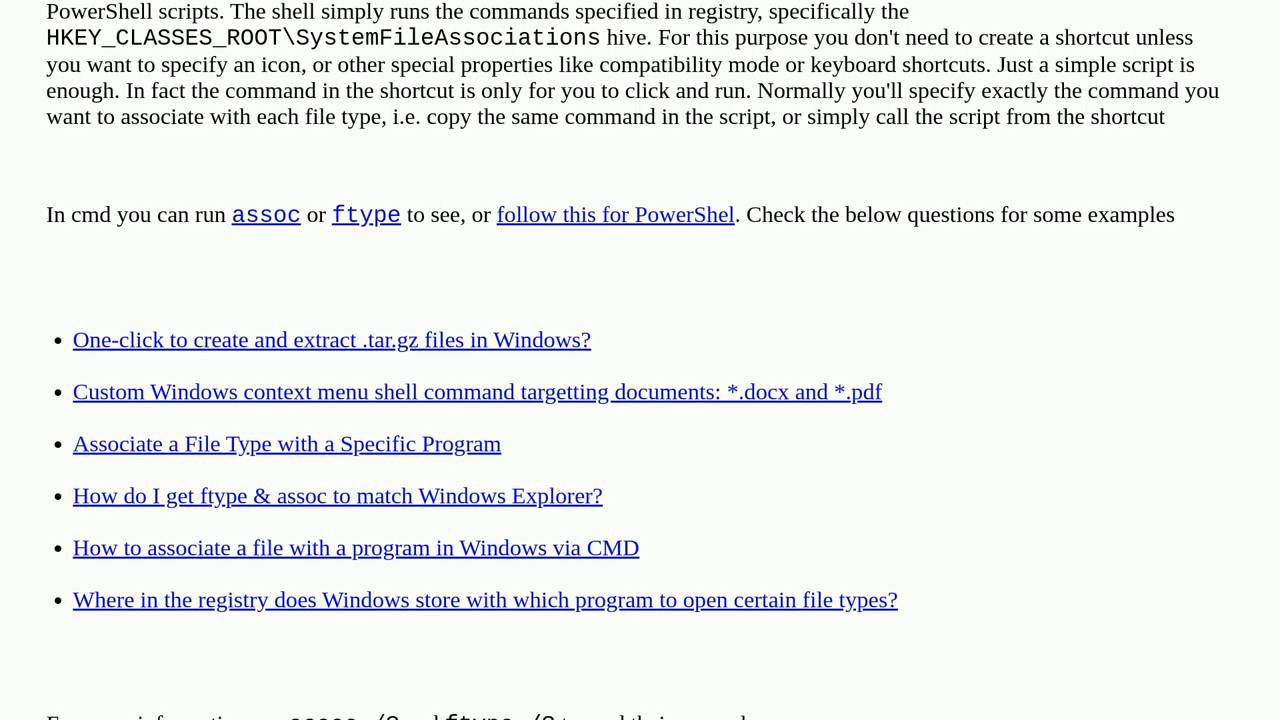 PowerShell scripts. The shell simply runs the commands specified in registry, specifically the
HKEY_CLASSES_ROOT\SystemFileAssociations hive. For this purpose you don't need to create a shortcut unless
you want to specify an icon, or other special properties like compatibility mode or keyboard shortcuts. Just a simple script is
enough. In fact the command in the shortcut is only for you to click and run. Normally you'll specify exactly the command you
want to associate with each file type, i.e. copy the same command in the script, or simply call the script from the shortcut
In cmd you can run assoc or ftype to see, or follow this for PowerShel. Check the below questions for some examples
• One-click to create and extract .tar.gz files in Windows?
• Custom Windows context menu shell command targetting documents: *.docx and *.pdf
• Associate a File Type with a Specific Program
• How do I get ftype & assoc to match Windows Explorer?
• How to associate a file with a program in Windows via CMD
• Where in the registry does Windows store with which program to open certain file types?